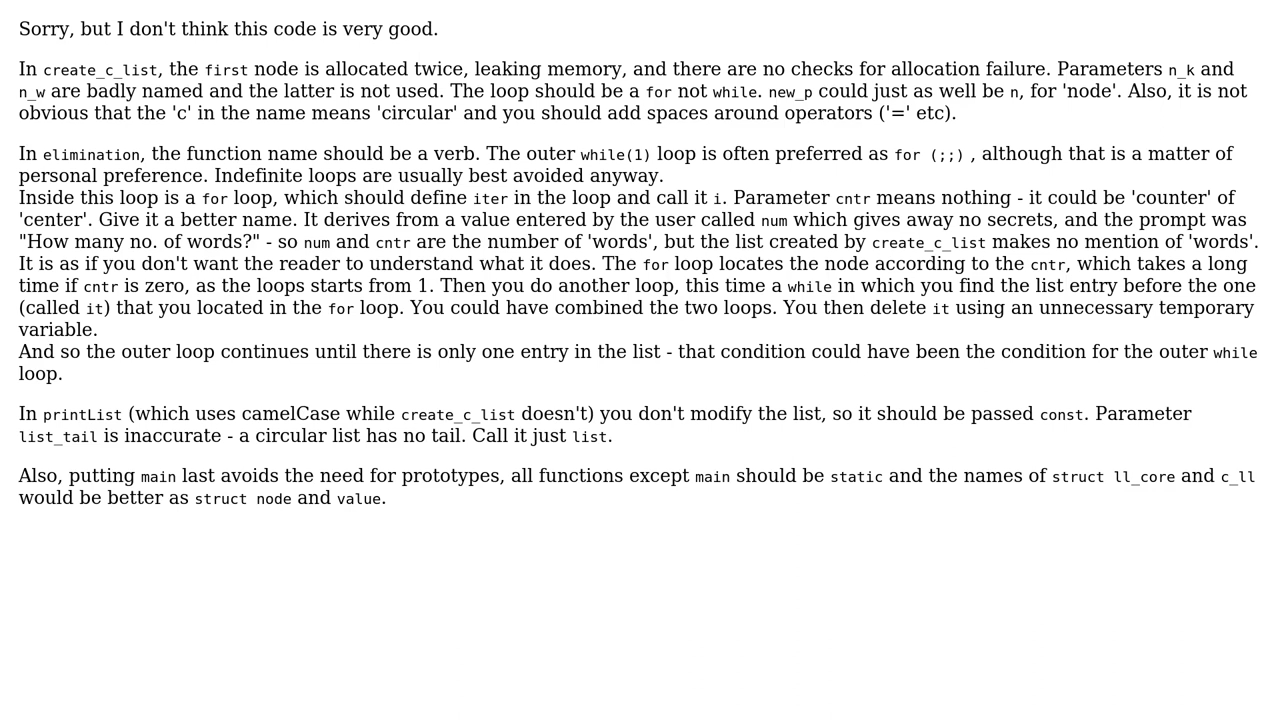 Sorry, but I don't think this code is very good.
In create_c_list, the first node is allocated twice, leaking memory, and there are no checks for allocation failure. Parameters n_k and
n_w are badly named and the latter is not used. The loop should be a for not while. new_p could just as well be n, for 'node'. Also, it is not
obvious that the 'c' in the name means 'circular' and you should add spaces around operators ('=' etc).
In elimination, the function name should be a verb. The outer while(1) loop is often preferred as for (;;) , although that is a matter of
personal preference. Indefinite loops are usually best avoided anyway.
Inside this loop is a for loop, which should define iter in the loop and call it i. Parameter cntr means nothing - it could be 'counter' of
'center'. Give it a better name. It derives from a value entered by the user called num which gives away no secrets, and the prompt was
"How many no. of words?" - so num and cntr are the number of 'words', but the list created by create_c_list makes no mention of 'words'.
It is as if you don't want the reader to understand what it does. The for loop locates the node according to the cntr, which takes a long
time if cntr is zero, as the loops starts from 1. Then you do another loop, this time a while in which you find the list entry before the one
(called it) that you located in the for loop. You could have combined the two loops. You then delete it using an unnecessary temporary
variable.
And so the outer loop continues until there is only one entry in the list - that condition could have been the condition for the outer while
loop.
In printList (which uses camelCase while create_c_list doesn't) you don't modify the list, so it should be passed const. Parameter
list_tail is inaccurate - a circular list has no tail. Call it just list.
Also, putting main last avoids the need for prototypes, all functions except main should be static and the names of struct ll_core and c_ll
would be better as struct node and value.